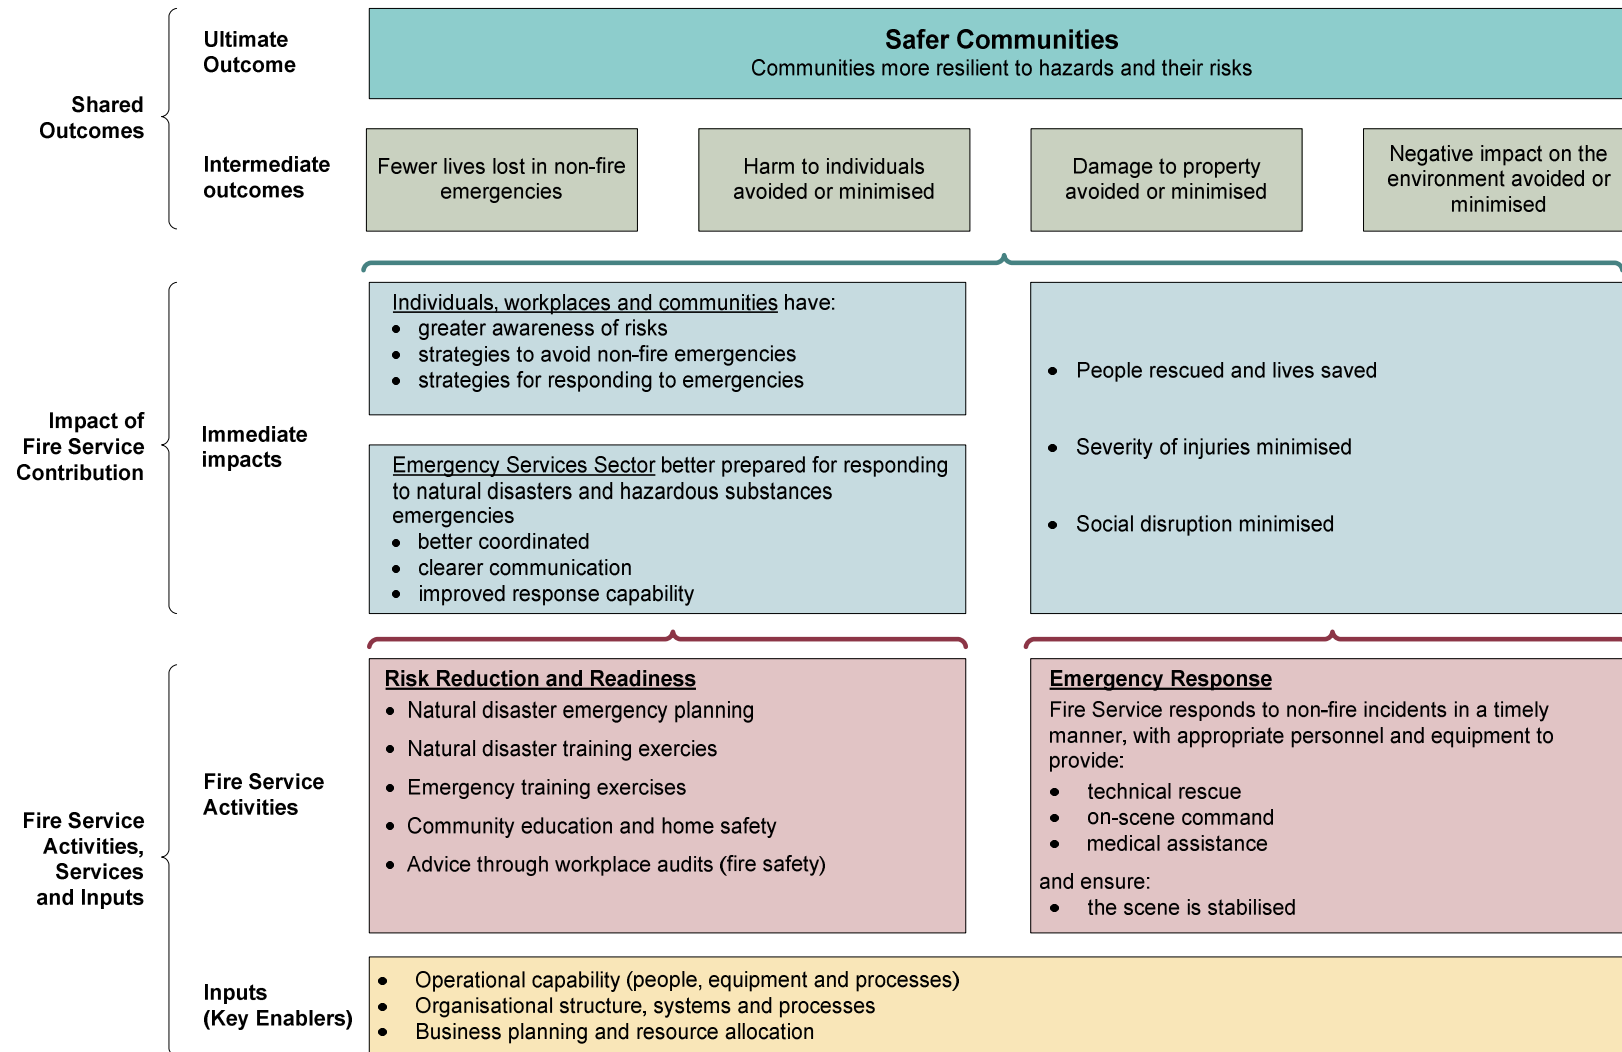 Shared
Outcomes
Ultimate
Outcome
Safer Communities
Communities more resilient to hazards and their risks
Intermediate
outcomes
Fewer lives lost in non-fire
emergencies
Harm to individuals
avoided or minimised
Damage to property
avoided or minimised
Negative impact on the
environment avoided or
minimised
Impact of
Fire Service
Contribution
Immediate
impacts
Individuals, workplaces and communities have:
• greater awareness of risks
• strategies to avoid non-fire emergencies
• strategies for responding to emergencies
Emergency Services Sector better prepared for responding
to natural disasters and hazardous substances
emergencies
• better coordinated
• clearer communication
• improved response capability
• People rescued and lives saved
• Severity of injuries minimised
• Social disruption minimised
Fire Service
Activities,
Services
and Inputs
Fire Service
Activities
Risk Reduction and Readiness
• Natural disaster emergency planning
• Natural disaster training exercies
• Emergency training exercises
• Community education and home safety
• Advice through workplace audits (fire safety)
Emergency Response
Fire Service responds to non-fire incidents in a timely
manner, with appropriate personnel and equipment to
provide:
• technical rescue
• on-scene command
• medical assistance
and ensure:
• the scene is stabilised
Inputs
(Key Enablers)
• Operational capability (people, equipment and processes)
• Organisational structure, systems and processes
• Business planning and resource allocation